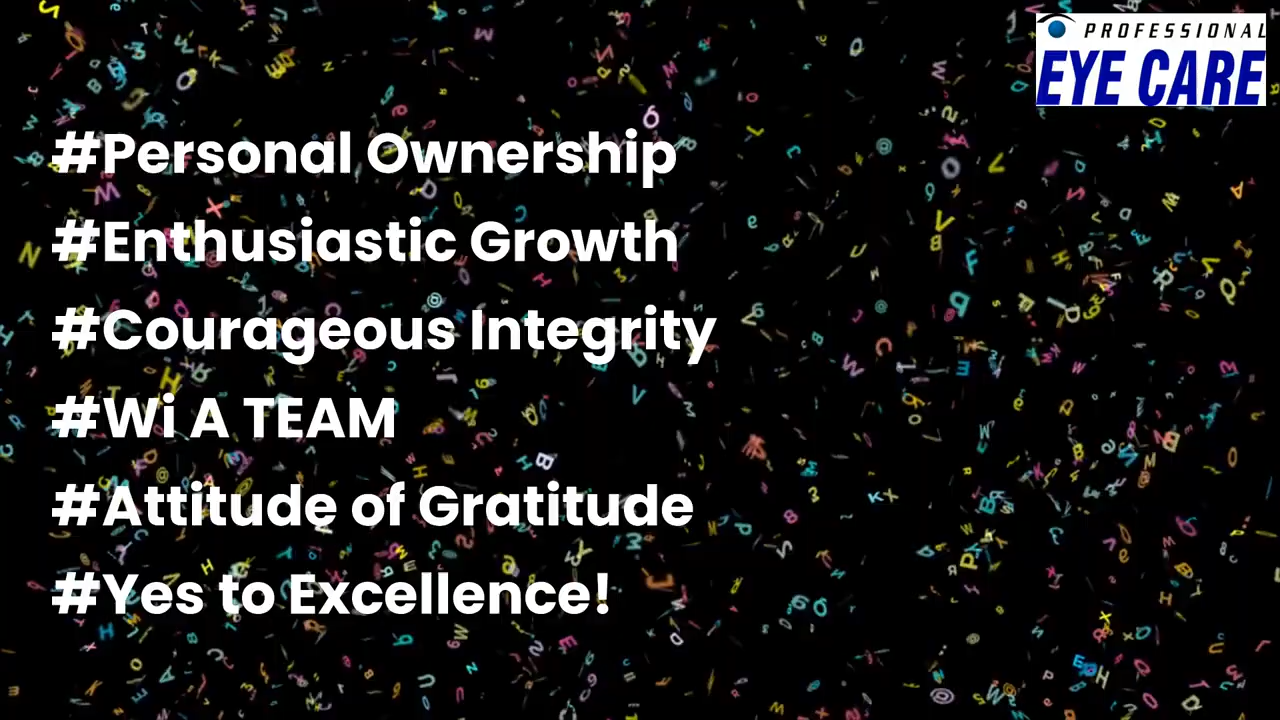 PROFESSIONAL
EYE CARE
#Personal Ownership
#Enthusiastic Growth
#Courageous Integrity
#Wi A TEAM
#Attitude of Gratitude
#Yes to Excellence!